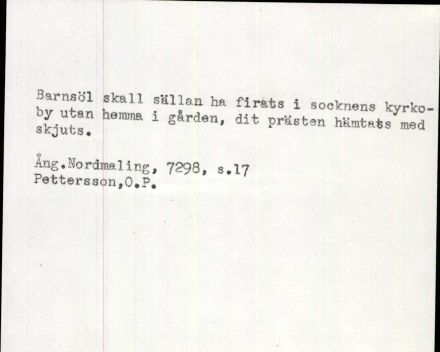 Barnsöl skall sällan ha firats i socknens kyrko-
by utan hemma i gården, dit prästen hämtats med
skjuts.
Ång.Nordmaling, 7298, s.17
Pettersson,O.P.